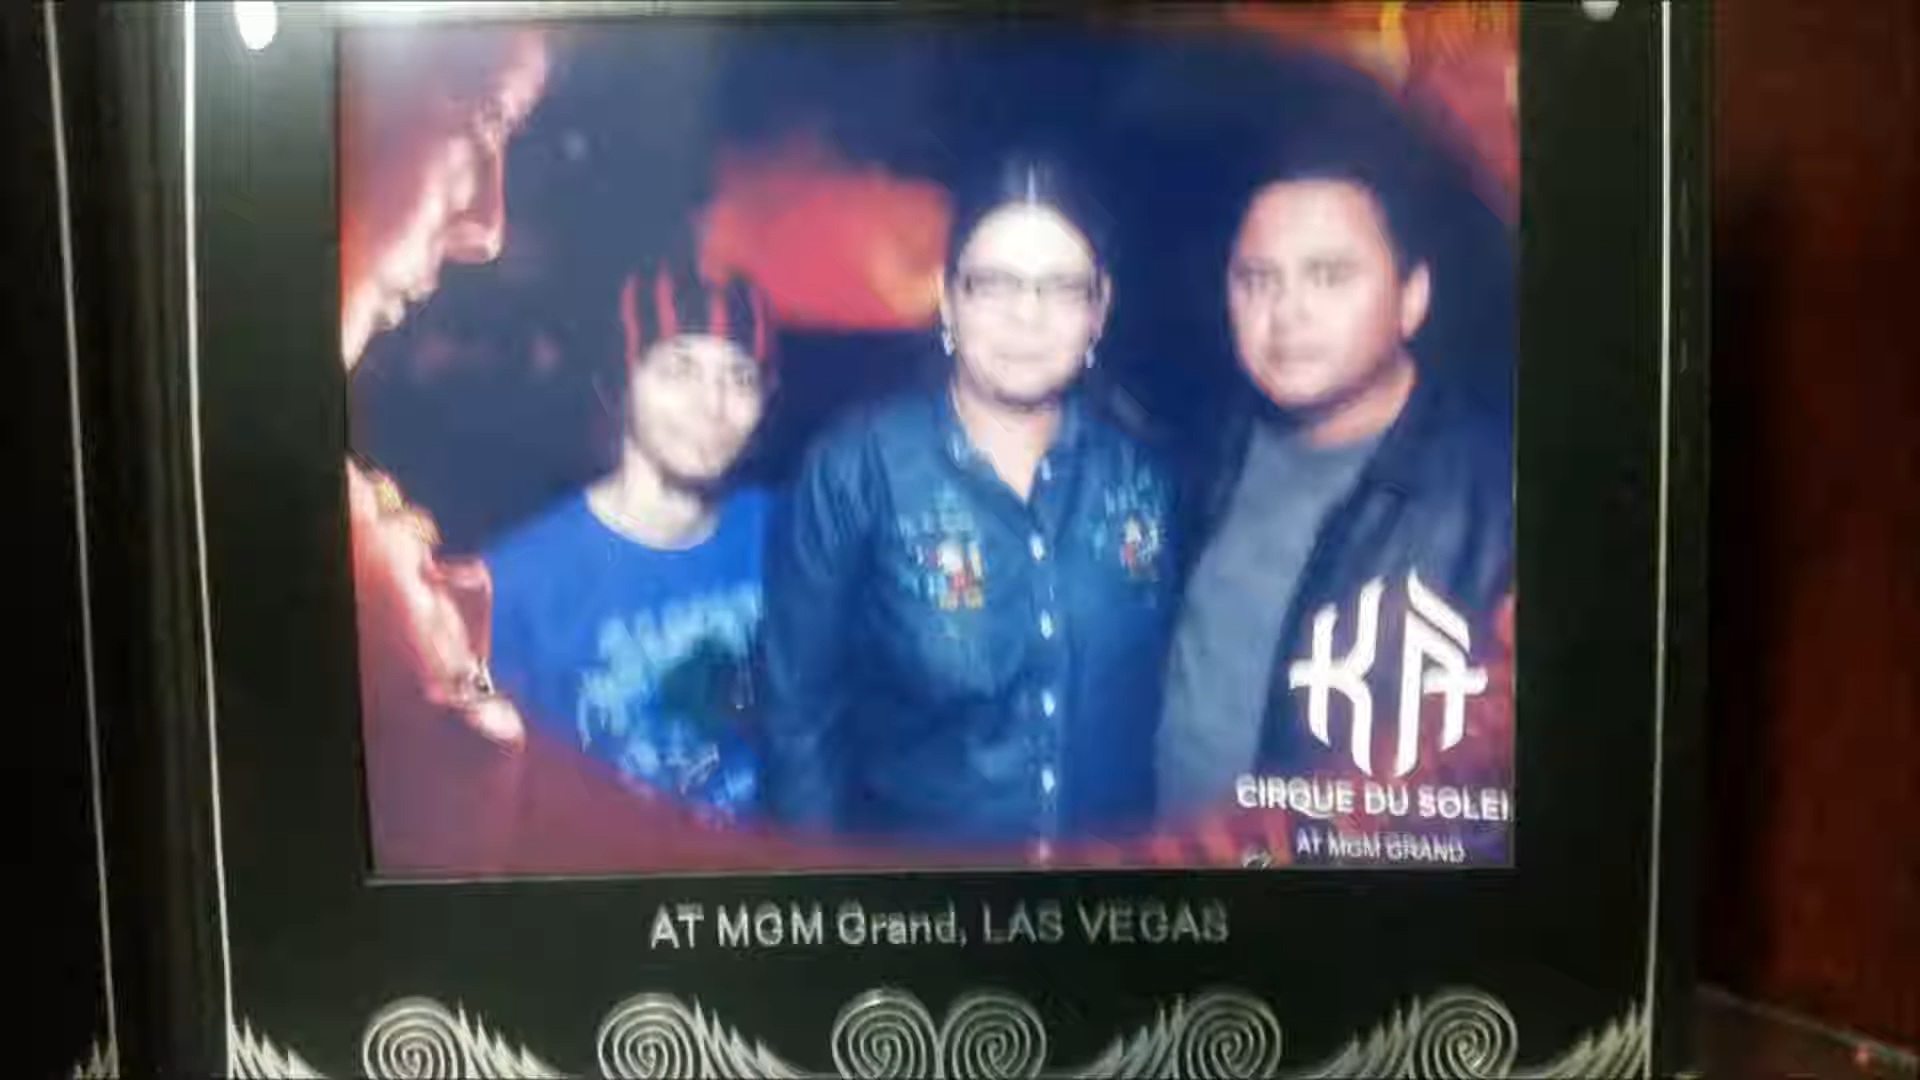 KÀ
CIRQUE DU SOLEI
AT MGM GRAND
AT MGM Grand, LAS VEGAS